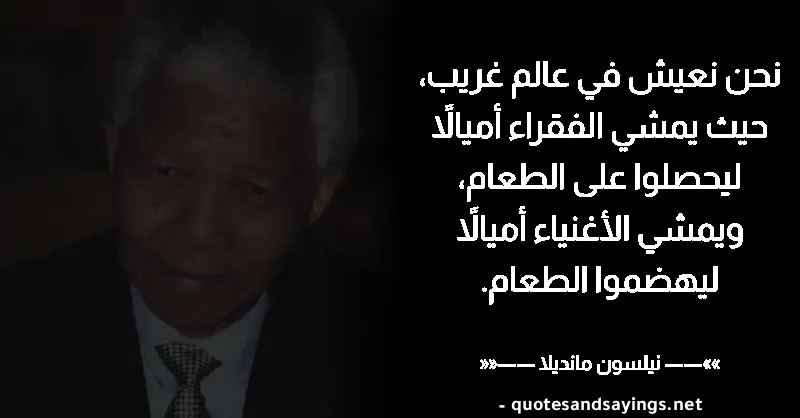 نحن نعيش في عالم غريب،
حيث يمشي الفقراء أميالًا
ليحصلوا على الطعام،
ويمشي الأغنياء أميالًا
ليهضموا الطعام.
»»—— نيلسون مانديلا ——««
- quotesandsayings.net